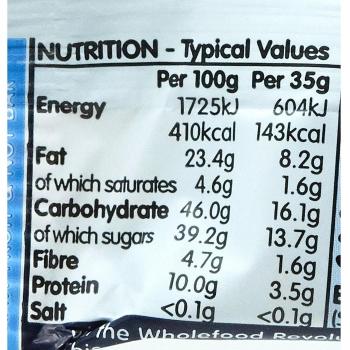 NUTRITION - Typical Values
Per 100g Per 35g
Energy 1725kJ 604kJ
410kcal 143kcal
Fat 23.4g 8.2g
of which saturates 4.6g 1.6g
Carbohydrate 46.0g 16.1g
of which sugars 39.2g 13.7g
Fibre 4.7g 1.6g
Protein 10.0g 3.5g
Salt <0.1g <0.1g
The Wholefood